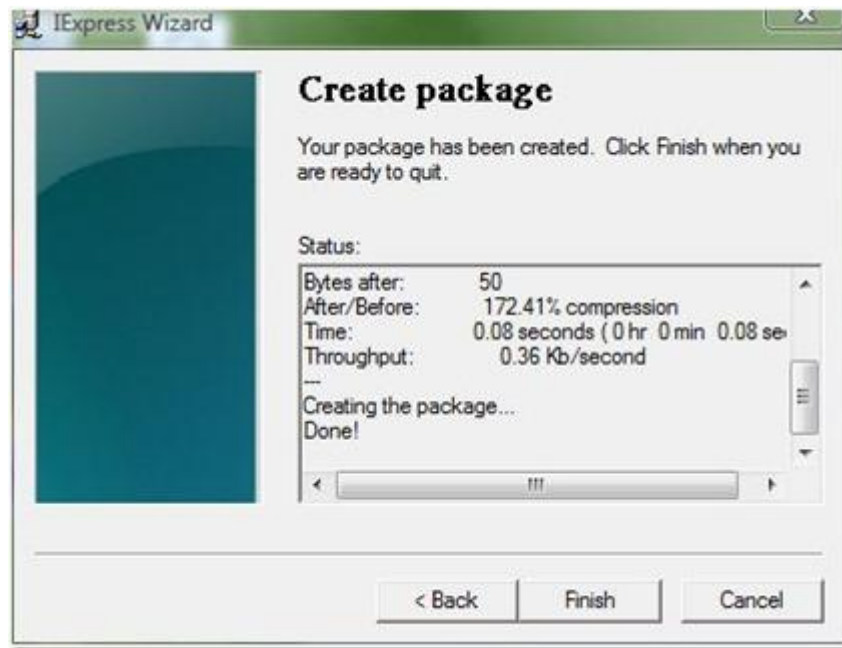 IExpress Wizard
Create package
Your package has been created. Click Finish when you
are ready to quit.
Status:
Bytes after: 50
After/Before: 172.41% compression
Time: 0.08 seconds ( 0 hr 0 min 0.08 se
Throughput: 0.36 Kb/second
---
Creating the package...
Done!
< Back
Finish
Cancel